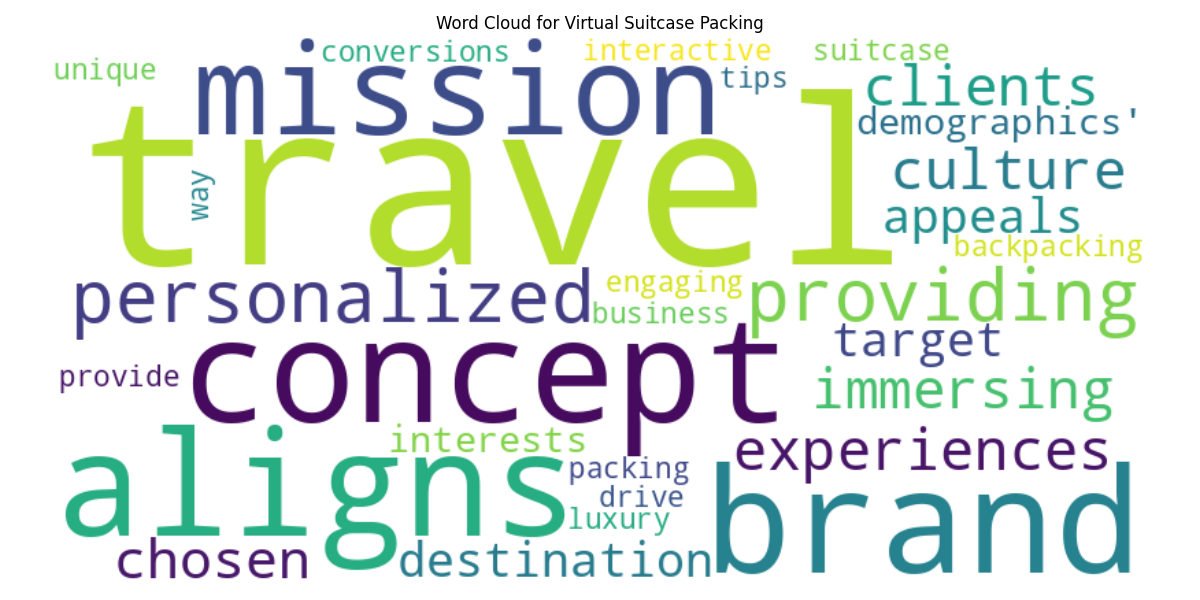 Word Cloud for Virtual Suitcase Packing
conversions
interactive
suitcase
unique
mission
tips
clients
demographics'
travel
way
culture
appeals
backpacking
personalized
engaging
providing
business
target
provide
concept
immersing
interests
experiences
aligns
packing
drive
brand
luxury
chosen
destination